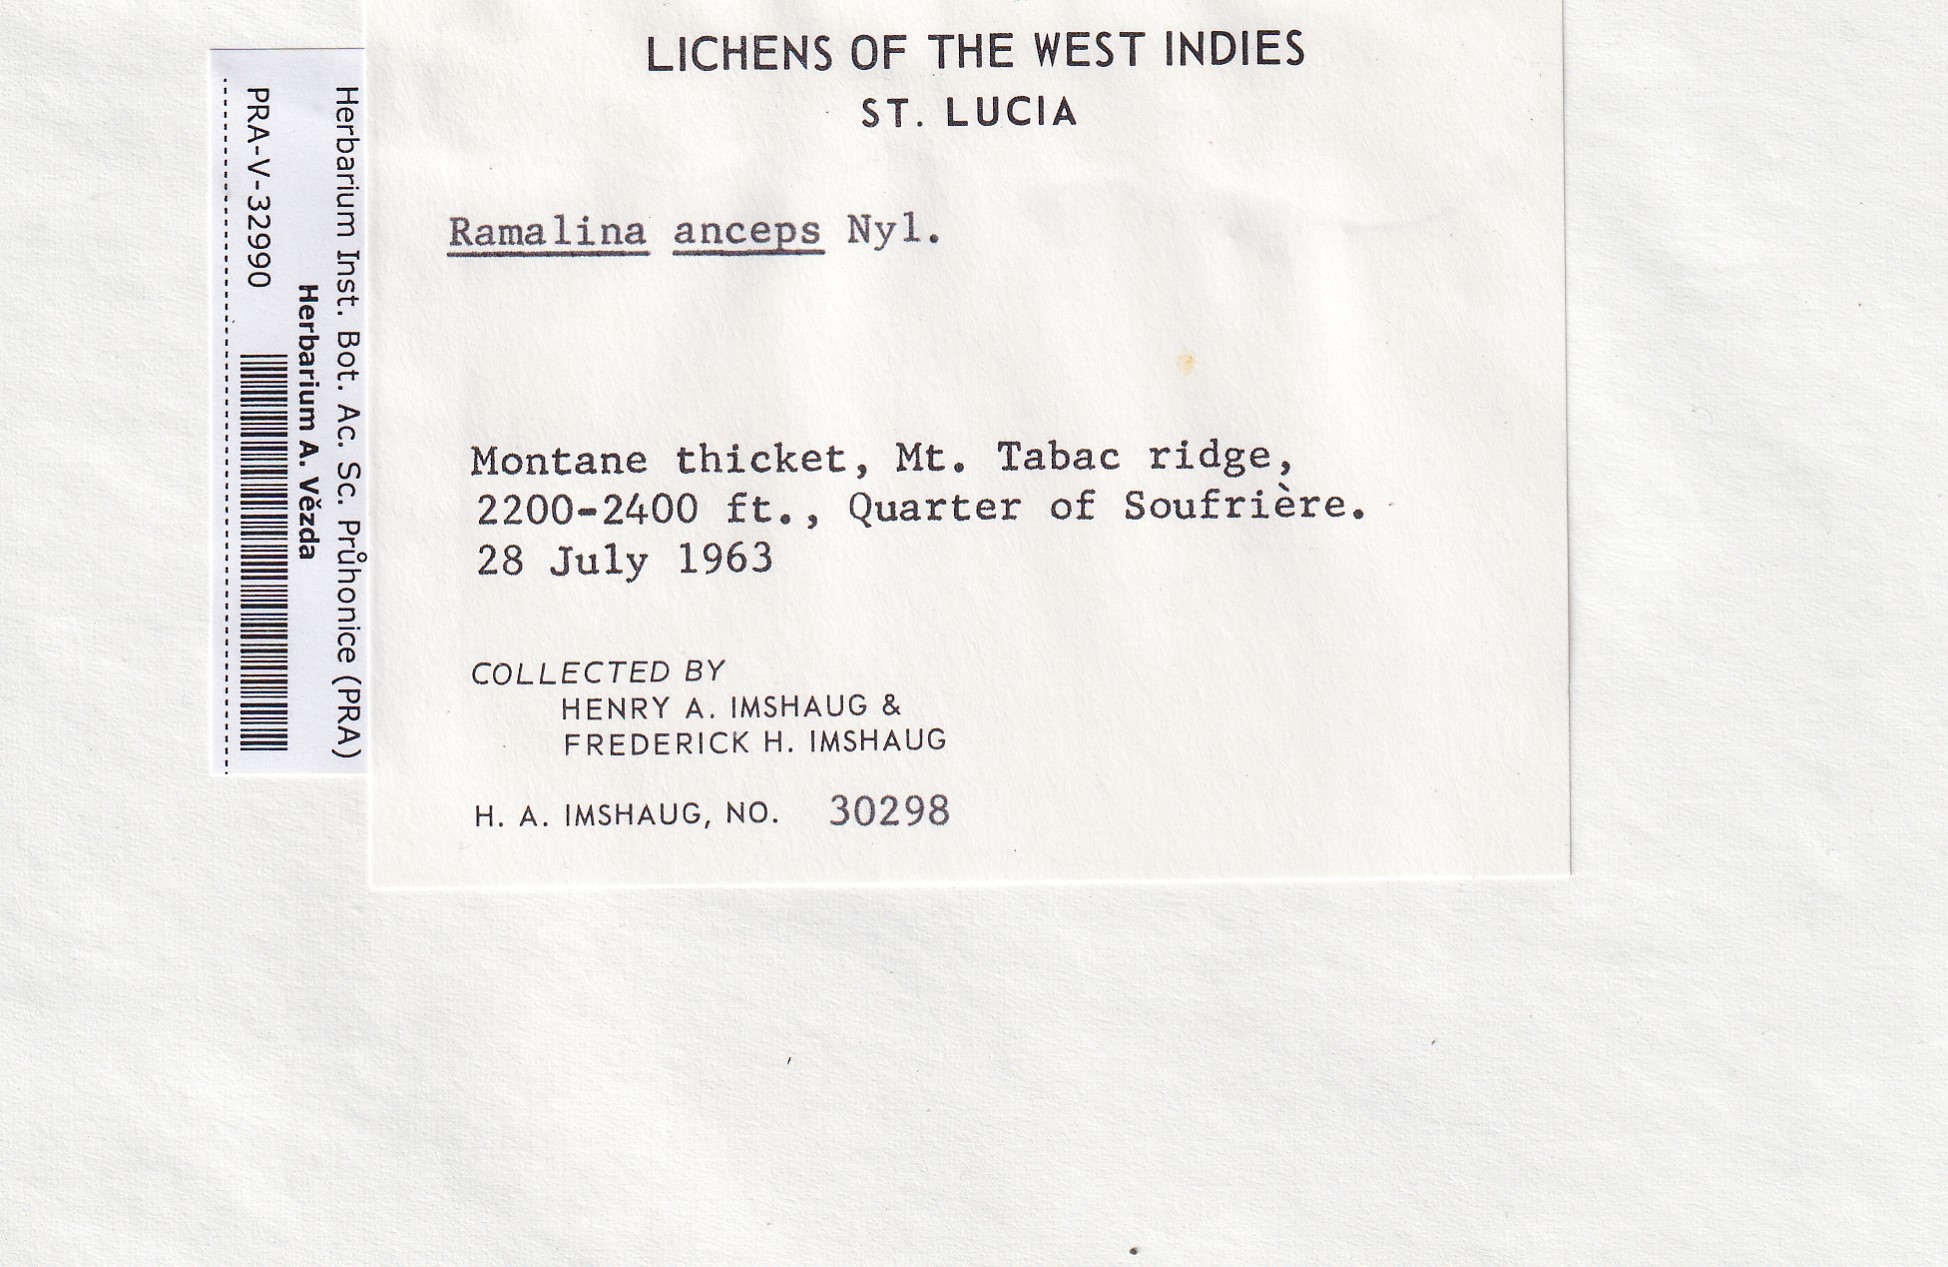 LICHENS OF THE WEST INDIES
ST. LUCIA
Ramalina anceps Nyl.
Montane thicket, Mt. Tabac ridge,
2200-2400 ft., Quarter of Soufrière.
28 July 1963
COLLECTED BY
HENRY A. IMSHAUG &
FREDERICK H. IMSHAUG
H. A. IMSHAUG, NO. 30298
Herbarium Inst. Bot. Ac. Sc. Průhonice (PRA)
Herbarium A. Vězda
PRA-V-32990